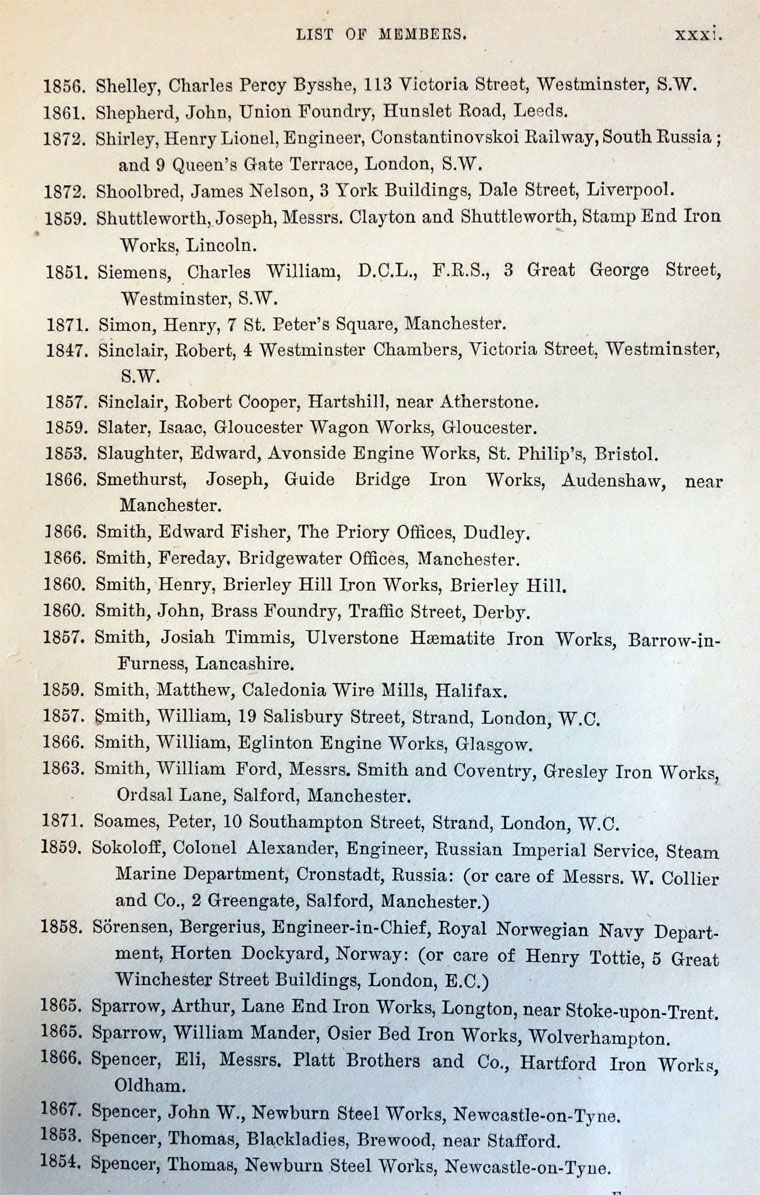 LIST OF MEMBERS. xxxi.
1856. Shelley, Charles Percy Bysshe, 113 Victoria Street, Westminster, S.W.
1861. Shepherd, John, Union Foundry, Hunslet Road, Leeds.
1872. Shirley, Henry Lionel, Engineer, Constantinovskoi Railway, South Russia;
and 9 Queen's Gate Terrace, London, S.W.
1872. Shoolbred, James Nelson, 3 York Buildings, Dale Street, Liverpool.
1859. Shuttleworth, Joseph, Messrs. Clayton and Shuttleworth, Stamp End Iron
Works, Lincoln.
1851. Siemens, Charles William, D.C.L., F.R.S., 3 Great George Street,
Westminster, S.W.
1871. Simon, Henry, 7 St. Peter's Square, Manchester.
1847. Sinclair, Robert, 4 Westminster Chambers, Victoria Street, Westminster,
S.W.
1857. Sinclair, Robert Cooper, Hartshill, near Atherstone.
1859. Slater, Isaac, Gloucester Wagon Works, Gloucester.
1853. Slaughter, Edward, Avonside Engine Works, St. Philip's, Bristol.
1866. Smethurst, Joseph, Guide Bridge Iron Works, Audenshaw, near
Manchester.
1866. Smith, Edward Fisher, The Priory Offices, Dudley.
1866. Smith, Fereday, Bridgewater Offices, Manchester.
1860. Smith, Henry, Brierley Hill Iron Works, Brierley Hill.
1860. Smith, John, Brass Foundry, Traffic Street, Derby.
1857. Smith, Josiah Timmis, Ulverstone Hæmatite Iron Works, Barrow-in-
Furness, Lancashire.
1859. Smith, Matthew, Caledonia Wire Mills, Halifax.
1857. Smith, William, 19 Salisbury Street, Strand, London, W.C.
1866. Smith, William, Eglinton Engine Works, Glasgow.
1863. Smith, William Ford, Messrs. Smith and Coventry, Gresley Iron Works,
Ordsal Lane, Salford, Manchester.
1871. Soames, Peter, 10 Southampton Street, Strand, London, W.C.
1859. Sokoloff, Colonel Alexander, Engineer, Russian Imperial Service, Steam
Marine Department, Cronstadt, Russia: (or care of Messrs. W. Collier
and Co., 2 Greengate, Salford, Manchester.)
1858. Sörensen, Bergerius, Engineer-in-Chief, Royal Norwegian Navy Depart-
ment, Horten Dockyard, Norway: (or care of Henry Tottie, 5 Great
Winchester Street Buildings, London, E.C.)
1865. Sparrow, Arthur, Lane End Iron Works, Longton, near Stoke-upon-Trent.
1865. Sparrow, William Mander, Osier Bed Iron Works, Wolverhampton.
1866. Spencer, Eli, Messrs. Platt Brothers and Co., Hartford Iron Works,
Oldham.
1867. Spencer, John W., Newburn Steel Works, Newcastle-on-Tyne.
1853. Spencer, Thomas, Blackladies, Brewood, near Stafford.
1854. Spencer, Thomas, Newburn Steel Works, Newcastle-on-Tyne.